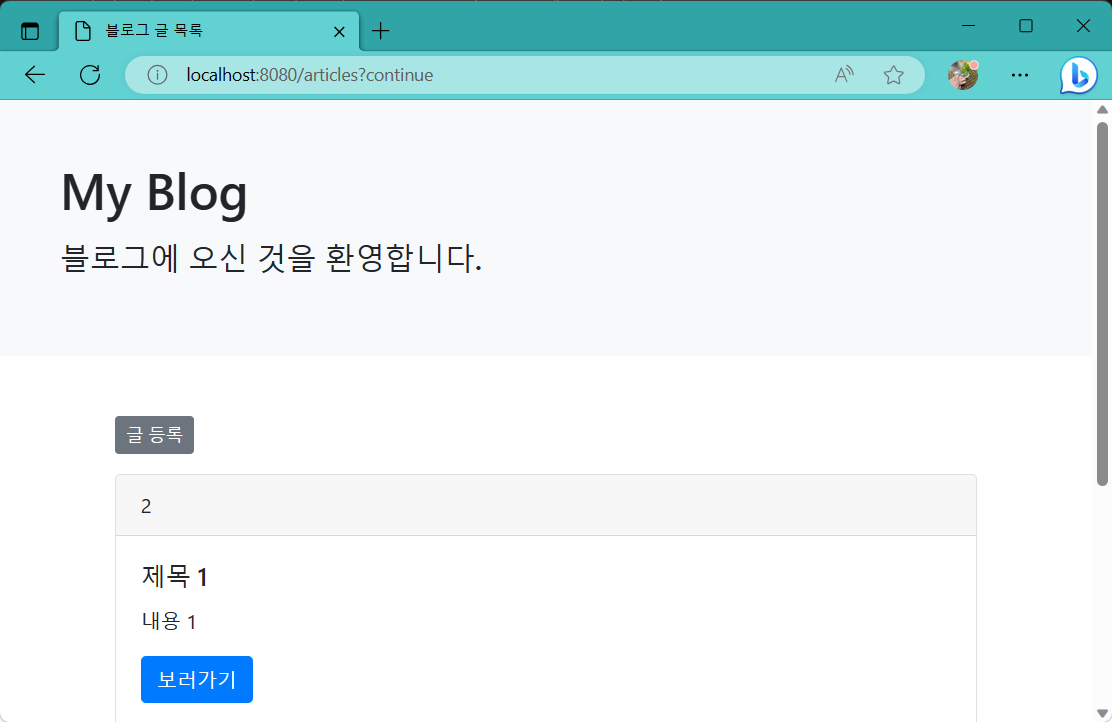 블로그 글 목록
localhost:8080/articles?continue
My Blog
블로그에 오신 것을 환영합니다.
글 등록
2
제목 1
내용 1
보러가기